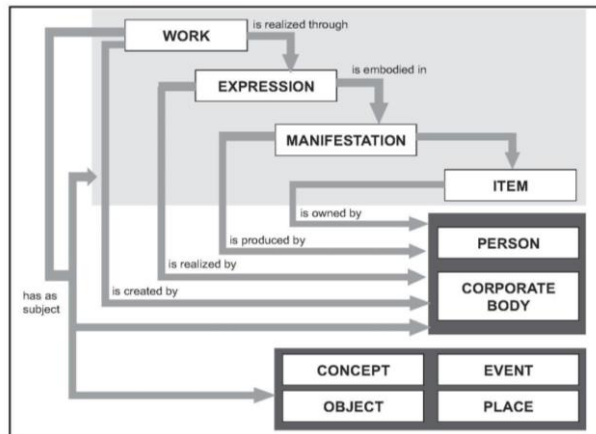 WORK
is realized through
EXPRESSION
is embodied in
MANIFESTATION
ITEM
is owned by
PERSON
is produced by
is realized by
CORPORATE
BODY
is created by
has as
subject
CONCEPT
EVENT
OBJECT
PLACE